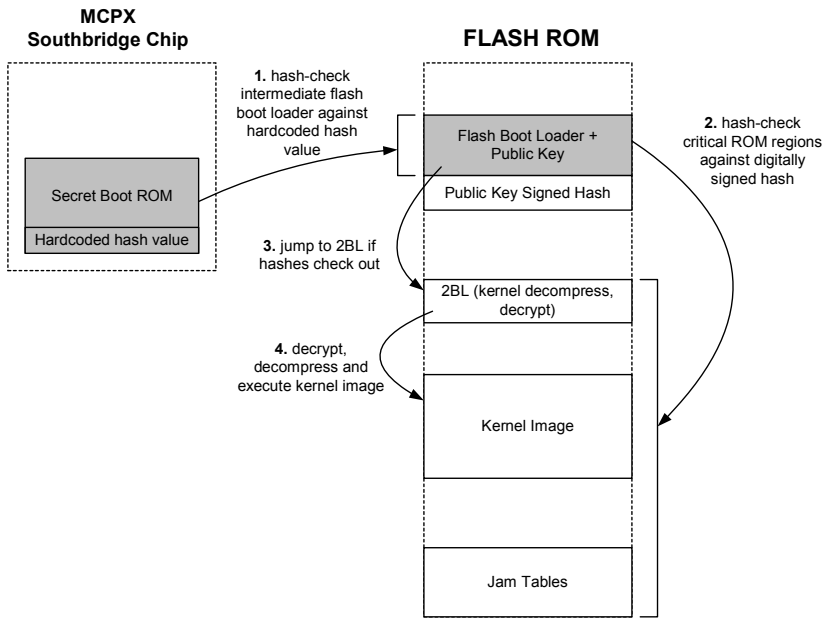 MCPX
Southbridge Chip
FLASH ROM
1. hash-check
intermediate flash
boot loader against
hardcoded hash
value
Flash Boot Loader +
Public Key
2. hash-check
critical ROM regions
against digitally
signed hash
Secret Boot ROM
Public Key Signed Hash
Hardcoded hash value
3. jump to 2BL if
hashes check out
2BL (kernel decompress,
decrypt)
4. decrypt,
decompress and
execute kernel image
Kernel Image
Jam Tables